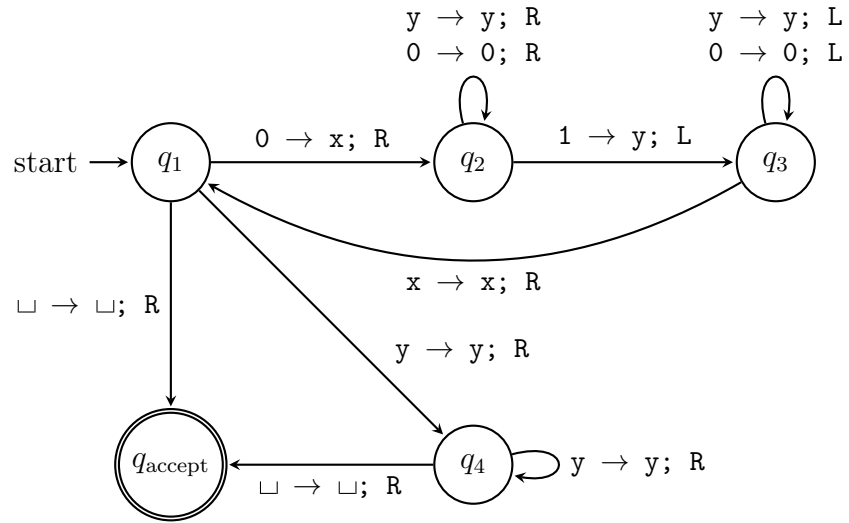 y → y; R
0 → 0; R
y → y; L
0 → 0; L
start
q1
0 → x; R
q2
1 → y; L
q3
x → x; R
␣ → ␣; R
y → y; R
qaccept
␣ → ␣; R
q4
y → y; R